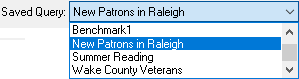 Saved Query: New Patrons in Raleigh
Benchmark1
New Patrons in Raleigh
Summer Reading
Wake County Veterans